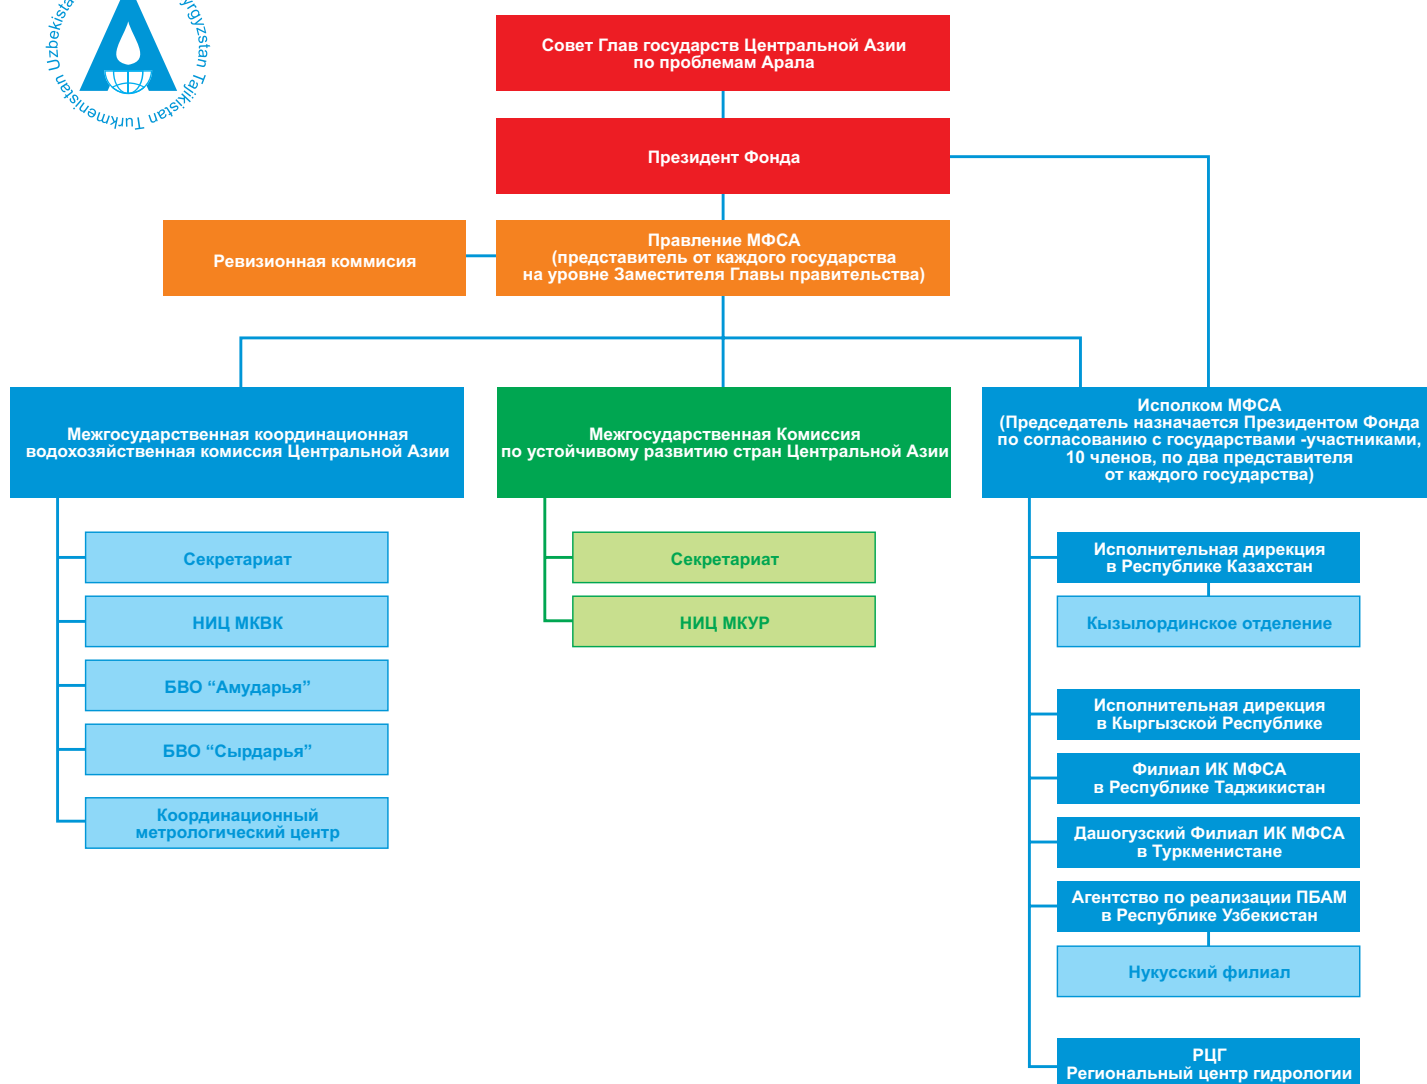 Uzbekista
yrgyzstan Tajikistan Turkmenistan
Совет Глав государств Центральной Азии
по проблемам Арала
Президент Фонда
Ревизионная коммисия
Правление МФСА
(представитель от каждого государства
на уровне Заместителя Главы правительства)
Межгосударственная координационная
водохозяйственная комиссия Центральной Азии
Секретариат
НИЦ МКВК
БВО “Амударья”
БВО “Сырдарья”
Координационный
метрологический центр
Межгосударственная Комиссия
по устойчивому развитию стран Центральной Азии
Секретариат
НИЦ МКУР
Исполком МФСА
(Председатель назначается Президентом Фонда
по согласованию с государствами -участниками,
10 членов, по два представителя
от каждого государства)
Исполнительная дирекция
в Республике Казахстан
Кызылординское отделение
Исполнительная дирекция
в Кыргызской Республике
Филиал ИК МФСА
в Республике Таджикистан
Дашогузский Филиал ИК МФСА
в Туркменистане
Агентство по реализации ПБАМ
в Республике Узбекистан
Нукусский филиал
РЦГ
Региональный центр гидрологии